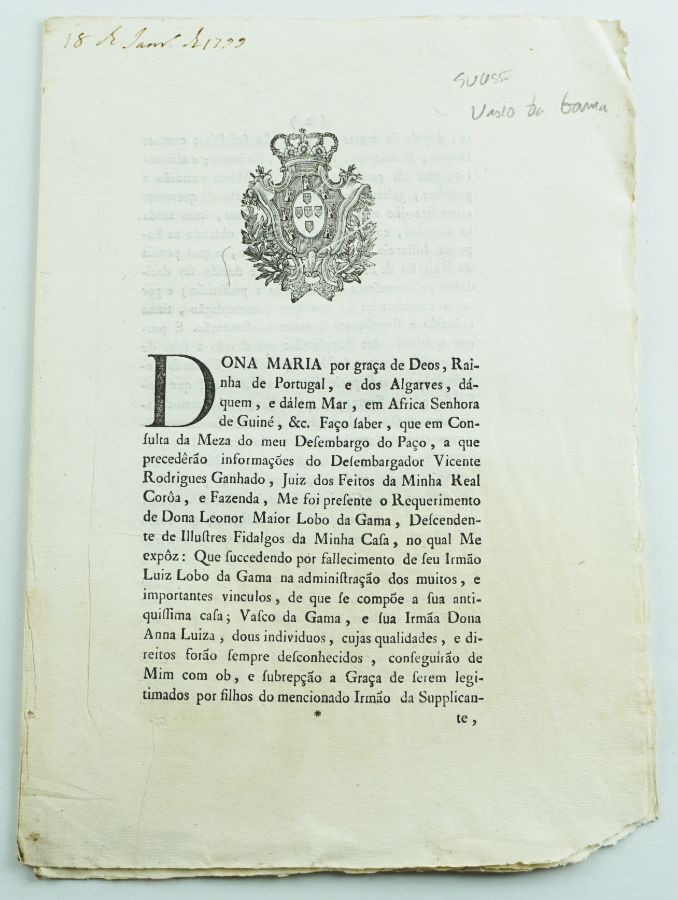 18 de Janr.º de 1799
Vasco da Gama
DONA MARIA por graça de Deos, Rai-
nha de Portugal, e dos Algarves, dá-
quem, e dálem Mar, em Africa Senhora
de Guiné, &c. Faço ſaber, que em Con-
ſulta da Meza do meu Deſembargo do Paço, a que
precedêrão informações do Deſembargador Vicente
Rodrigues Ganhado, Juiz dos Feitos da Minha Real
Corôa, e Fazenda, Me foi preſente o Requerimento
de Dona Leonor Maior Lobo da Gama, Deſcenden-
te de Illuſtres Fidalgos da Minha Caſa, no qual Me
expôz: Que ſuccedendo por fallecimento de ſeu Irmão
Luiz Lobo da Gama na adminiſtração dos muitos, e
importantes vinculos, de que ſe compõe a ſua anti-
quiſſima caſa; Vaſco da Gama, e ſua Irmãa Dona
Anna Luiza, dous individuos, cujas qualidades, e di-
reitos forão ſempre deſconhecidos, conſeguírão de
Mim com ob, e ſubrepção a Graça de ſerem legi-
timados por filhos do mencionado Irmão da Supplican-
* te,